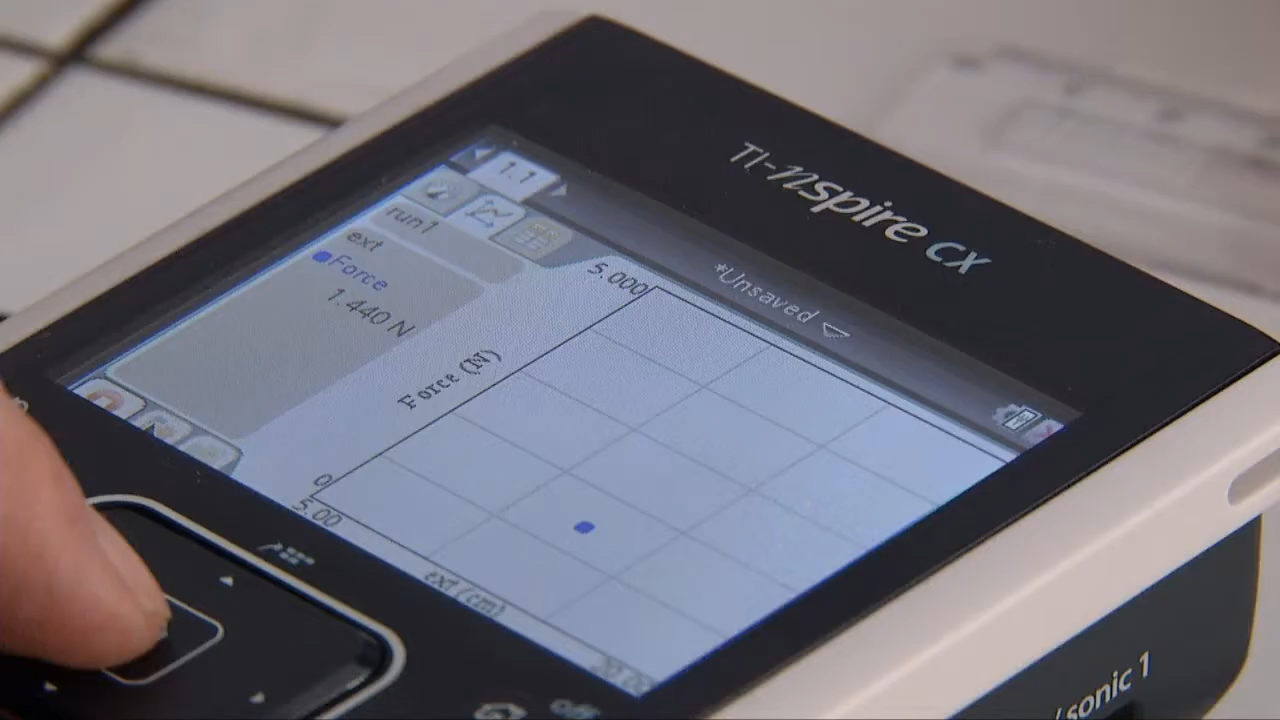 TI-nspire CX
1.1
*Unsaved
run1
ext
Force
1.440 N
5.000
Force (N)
0
5.00
ext (cm)
off
sonic 1